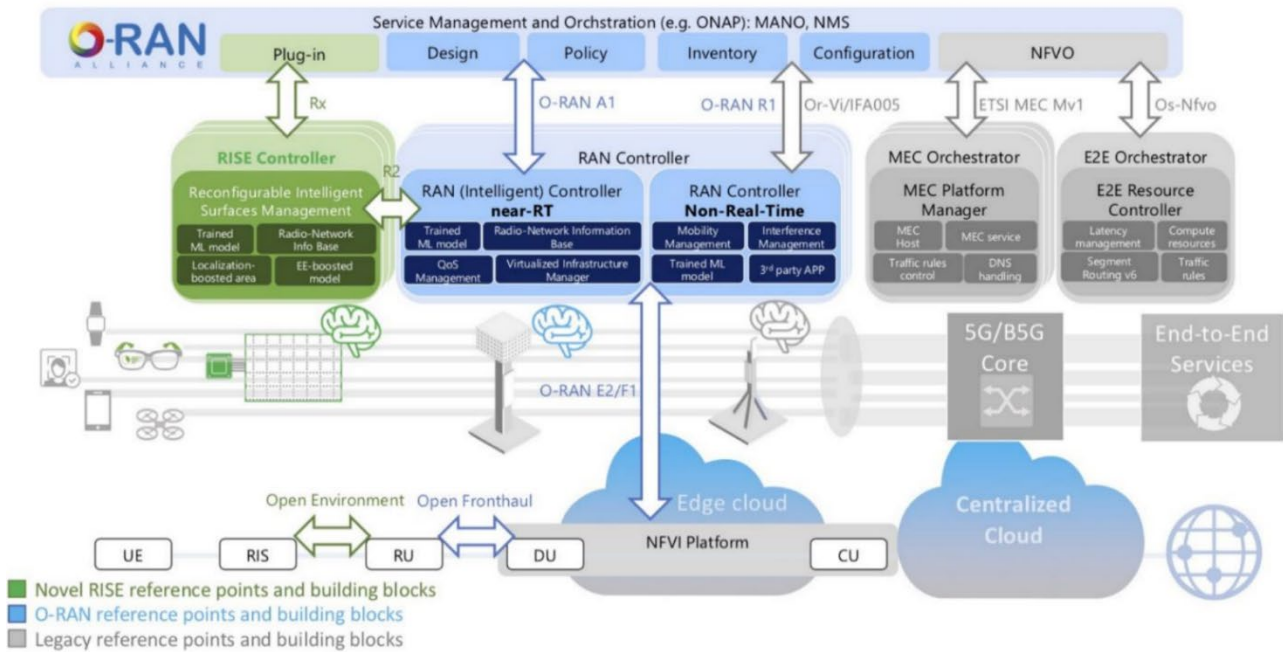 Service Management and Orchstration (e.g. ONAP): MANO, NMS
O-RAN
ALLIANCE
Plug-in
Design
Policy
Inventory
Configuration
NFVO
Rx
O-RAN A1
O-RAN R1
Or-Vi/IFA005
ETSI MEC Mv1
Os-Nfvo
RISE Controller
Reconfigurable Intelligent
Surfaces Management
Trained
ML model
Radio-Network
Info Base
Localization-
boosted area
EE-boosted
model
R2
RAN Controller
RAN (Intelligent) Controller
near-RT
Trained
ML model
Radio-Network Information
Base
QoS
Management
Virtualized Infrastructure
Manager
RAN Controller
Non-Real-Time
Mobility
Management
Interference
Management
Trained ML
model
3rd party APP
MEC Orchestrator
MEC Platform
Manager
MEC
Host
MEC service
Traffic rules
control
DNS
handling
E2E Orchestrator
E2E Resource
Controller
Latency
management
Compute
resources
Segment
Routing v6
Traffic
rules
O-RAN E2/F1
5G/B5G
Core
End-to-End
Services
Open Environment
Open Fronthaul
Edge cloud
Centralized
Cloud
UE
RIS
RU
DU
NFVI Platform
CU
Novel RISE reference points and building blocks
O-RAN reference points and building blocks
Legacy reference points and building blocks